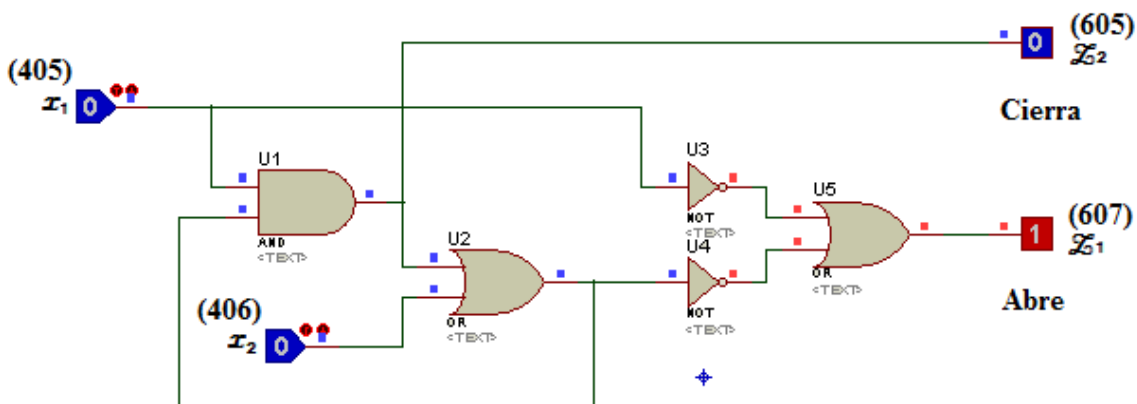 (605)
0
𝓩₂
Cierra
(405)
x₁ 0
U1
AND
<TEXT>
U3
NOT
<TEXT>
U5
OR
<TEXT>
(607)
1
𝓩₁
Abre
U2
OR
<TEXT>
U4
NOT
<TEXT>
(406)
x₂ 0